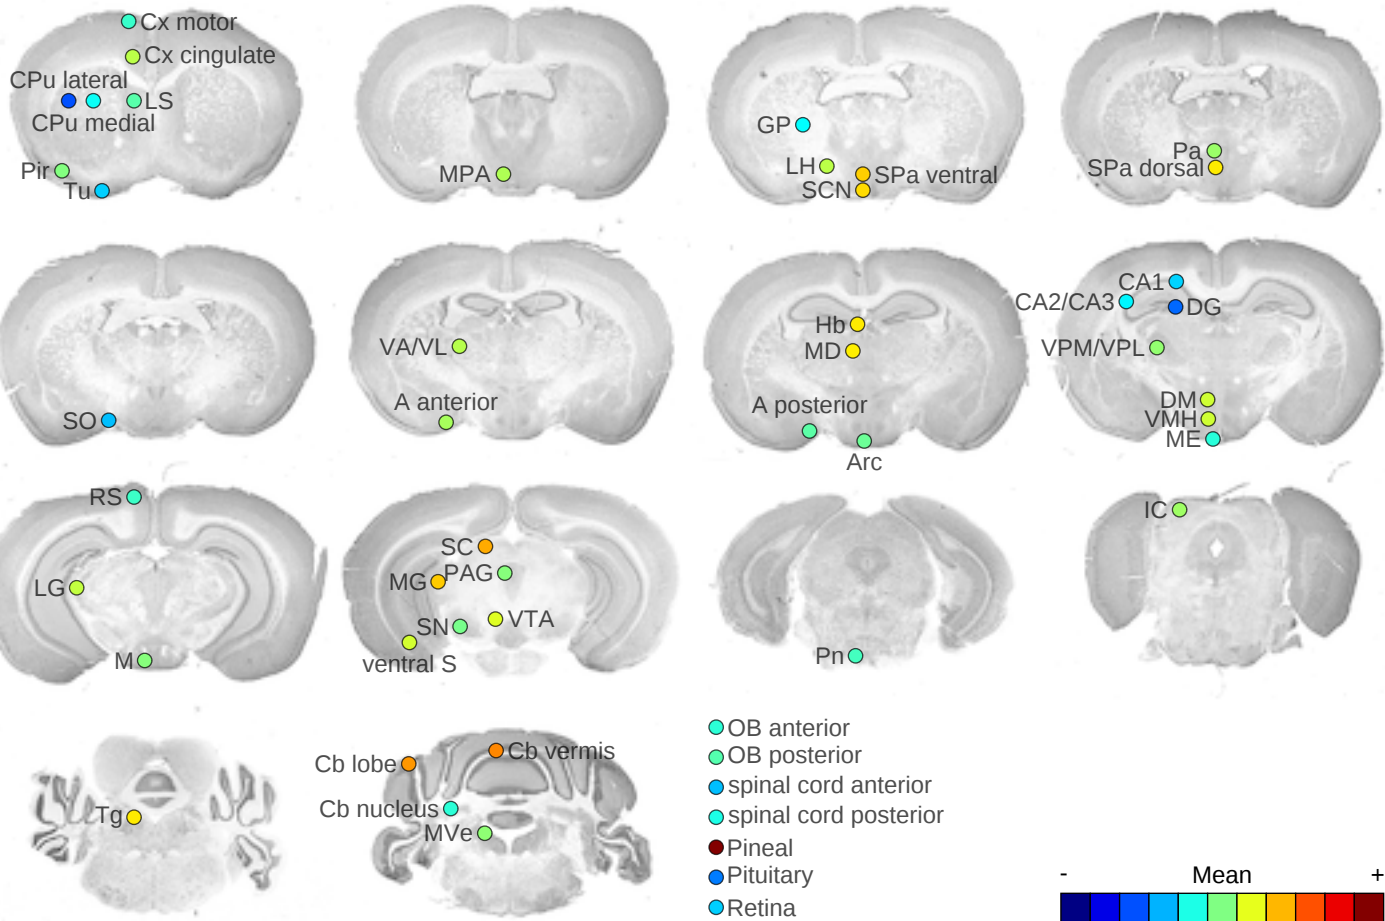 Cx motor
Cx cingulate
CPu lateral
LS
CPu medial
Pir
Tu
MPA
GP
LH
SPa ventral
SCN
Pa
SPa dorsal
SO
VA/VL
A anterior
Hb
MD
A posterior
Arc
CA1
CA2/CA3
DG
VPM/VPL
DM
VMH
ME
RS
LG
M
SC
PAG
MG
VTA
SN
ventral S
Pn
IC
Tg
Cb vermis
Cb lobe
Cb nucleus
MVe
OB anterior
OB posterior
spinal cord anterior
spinal cord posterior
Pineal
Pituitary
Retina
- Mean +